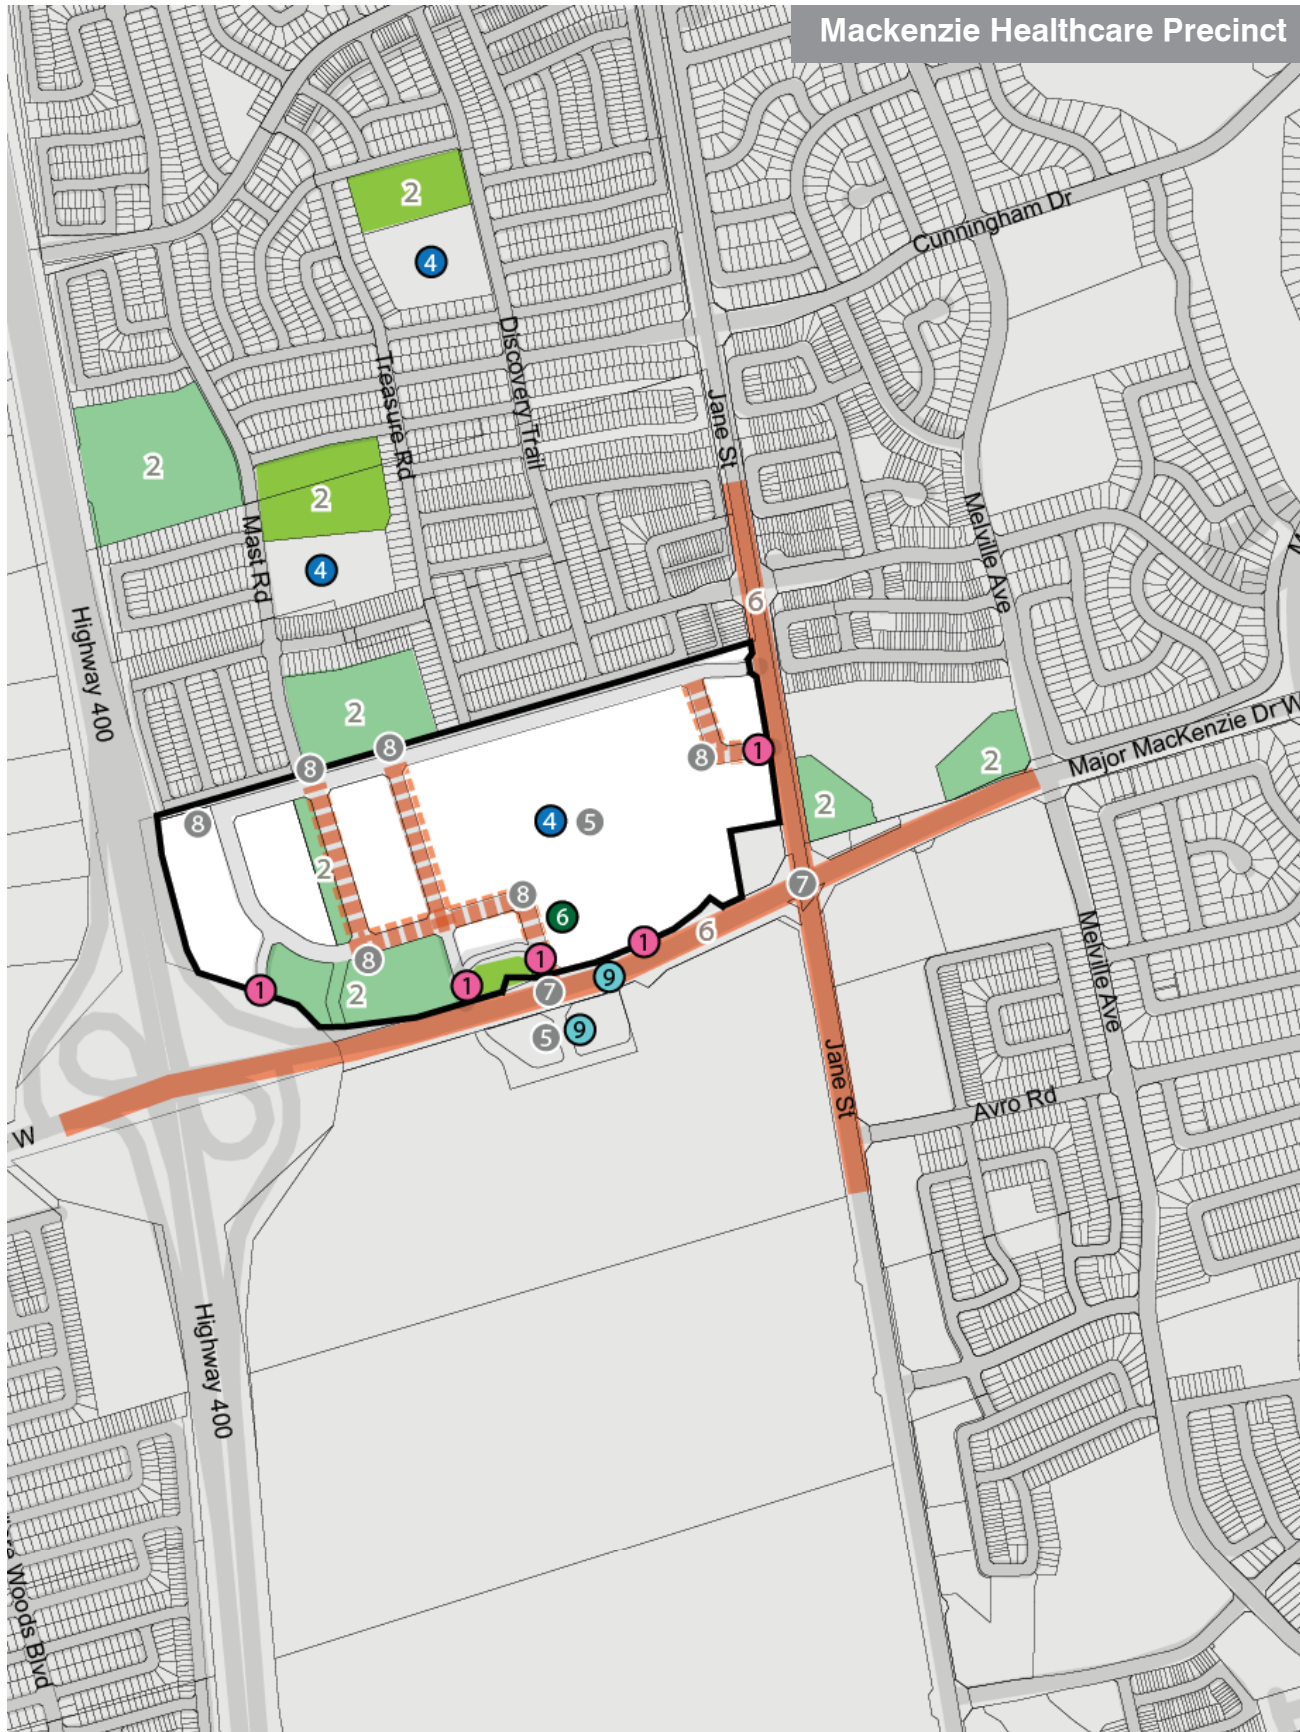 Mackenzie Healthcare Precinct
2
4
Cunningham Dr
Discovery Trail
Treasure Rd
Jane St
2
2
Mast Rd
4
Melville Ave
6
Highway 400
2
Major MacKenzie Dr W
8
8
8
1
2
2
8
4
5
2
7
8
6
6
1
8
1
1
1
2
7
9
9
5
Melville Ave
Jane St
Avro Rd
W
Highway 400
Woods Blvd